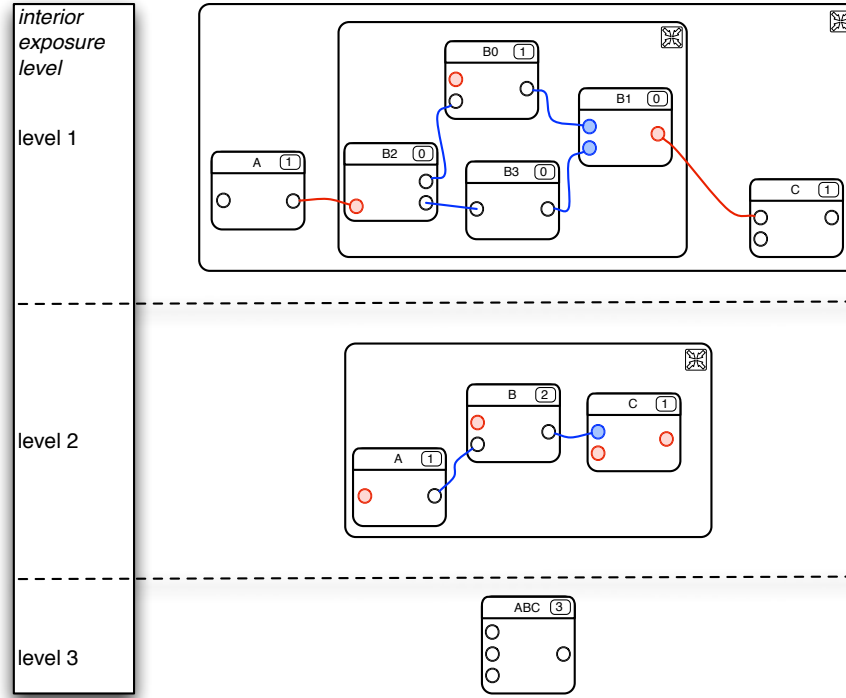 interior
exposure
level
level 1
B0 1
B1 0
A 1
B2 0
B3 0
C 1
level 2
B 2
C 1
A 1
level 3
ABC 3